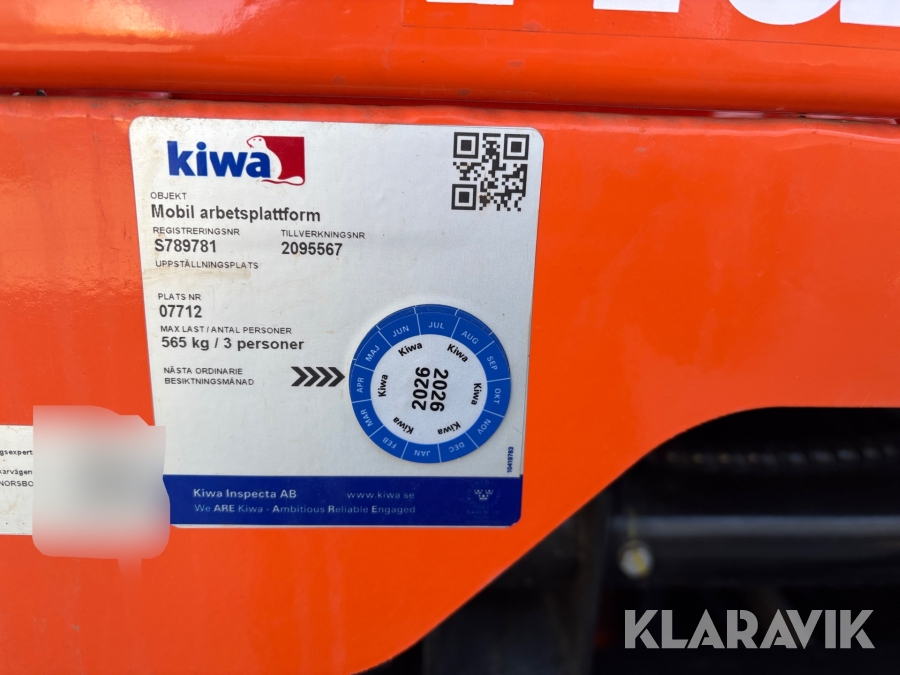 kiwa
OBJEKT
Mobil arbetsplattform
REGISTRERINGSNR TILLVERKNINGSNR
S789781 2095567
UPPSTÄLLNINGSPLATS
PLATS NR
07712
MAX LAST / ANTAL PERSONER
565 kg / 3 personer
NÄSTA ORDINARIE
BESIKTNINGSMÅNAD
JAN FEB MAR APR MAJ JUN JUL AUG SEP OKT NOV DEC
Kiwa Kiwa Kiwa Kiwa Kiwa Kiwa
2026
2026
10419763
Kiwa Inspecta AB www.kiwa.se
We ARE Kiwa - Ambitious Reliable Engaged
KLARAVIK